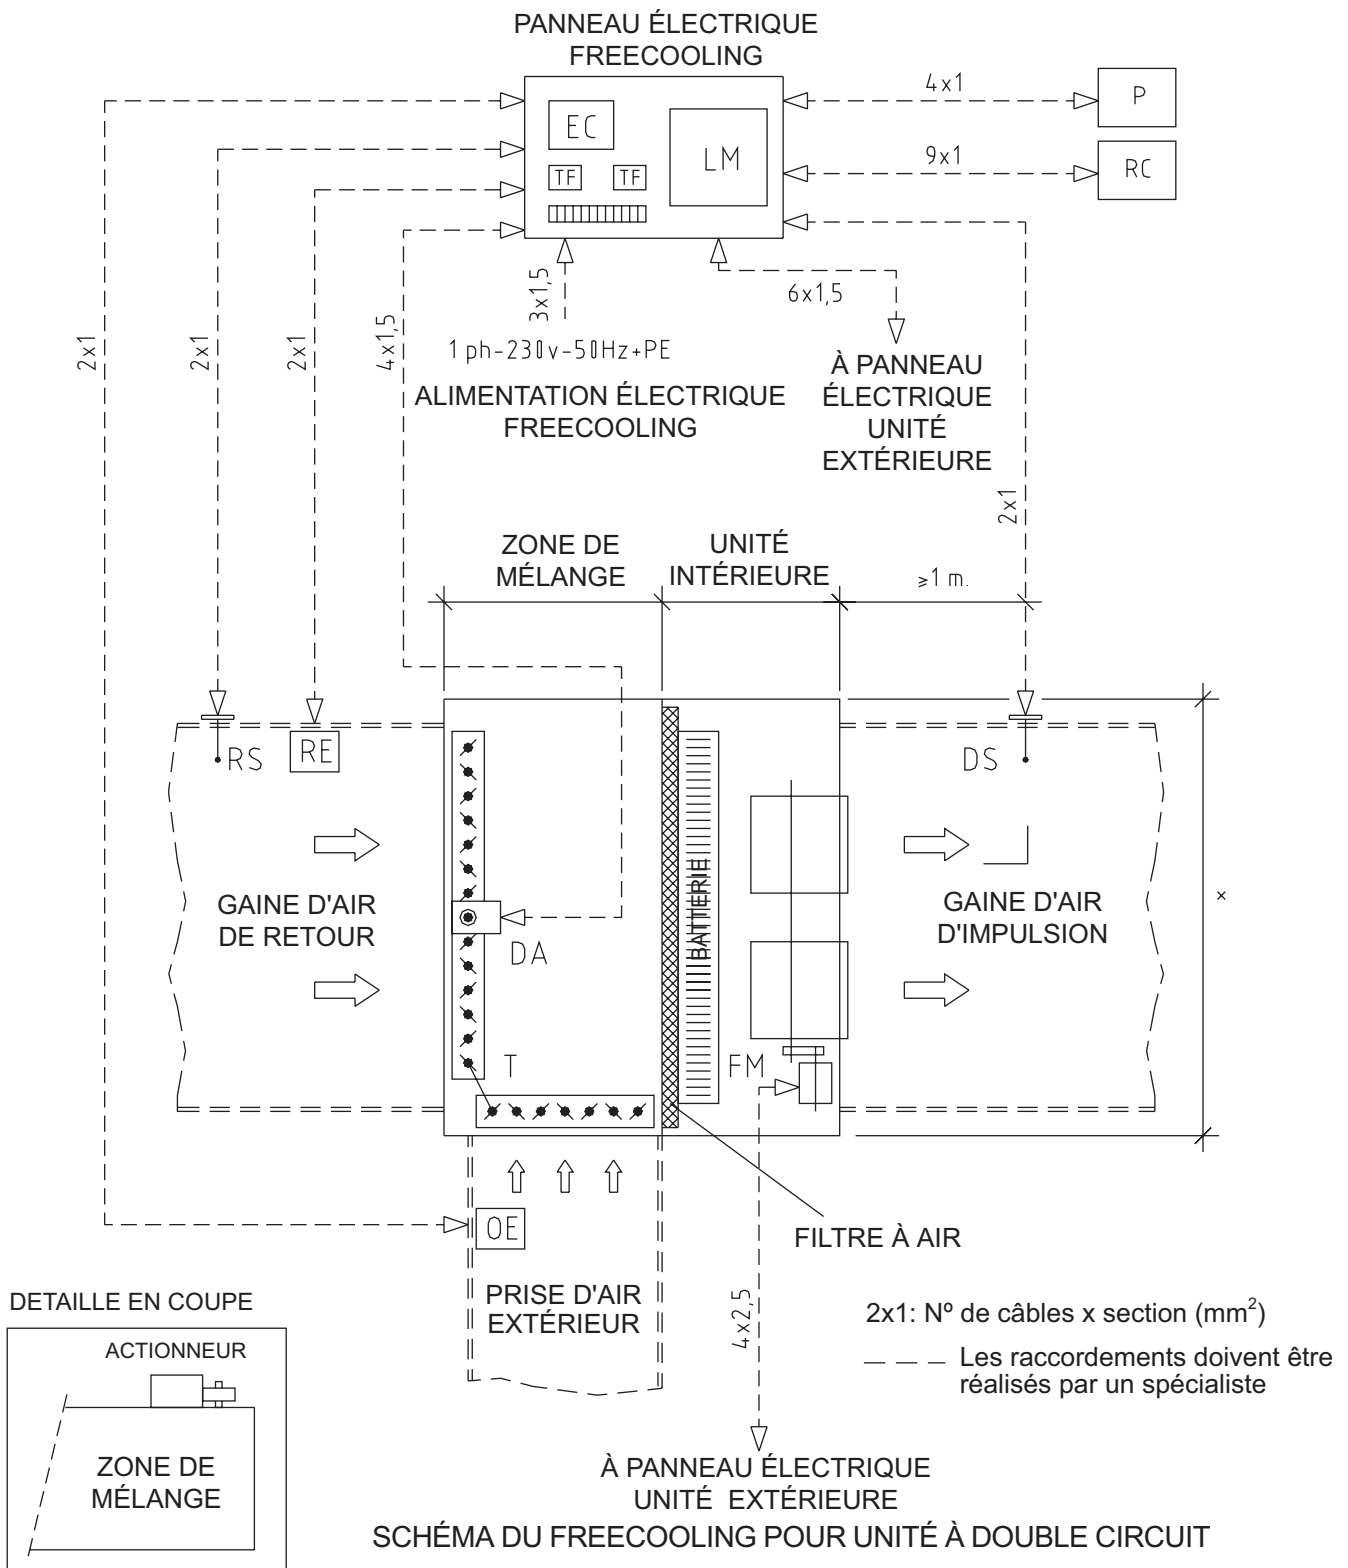 PANNEAU ÉLECTRIQUE
FREECOOLING
4x1
P
EC
LM
9x1
RC
TF
TF
3x1,5
6x1,5
2x1
2x1
2x1
4x1,5
1 ph-230v-50Hz+PE
ALIMENTATION ÉLECTRIQUE
FREECOOLING
À PANNEAU
ÉLECTRIQUE
UNITÉ
EXTÉRIEURE
2x1
ZONE DE
MÉLANGE
UNITÉ
INTÉRIEURE
≥1 m.
RS
RE
DS
GAINE D'AIR
DE RETOUR
DA
BATTERIE
GAINE D'AIR
D'IMPULSION
x
T
FM
OE
FILTRE À AIR
PRISE D'AIR
EXTÉRIEUR
4x2,5
DETAILLE EN COUPE
ACTIONNEUR
ZONE DE
MÉLANGE
2x1: Nº de câbles x section (mm²)
Les raccordements doivent être
réalisés par un spécialiste
À PANNEAU ÉLECTRIQUE
UNITÉ EXTÉRIEURE
SCHÉMA DU FREECOOLING POUR UNITÉ À DOUBLE CIRCUIT